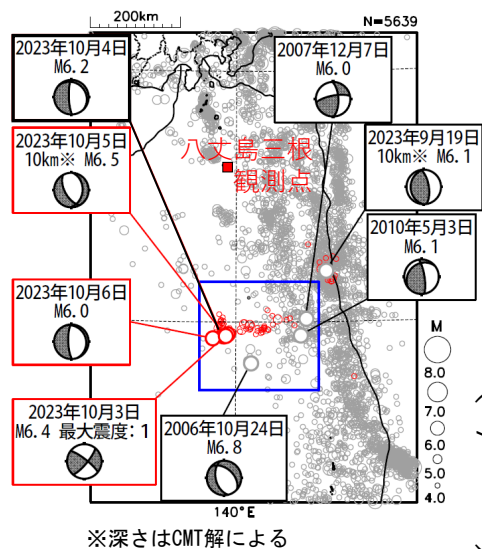 200km
N=5639
2023年10月4日
M6.2
2007年12月7日
M6.0
2023年10月5日
10km※ M6.5
八丈島三根
観測点
2023年9月19日
10km※ M6.1
2010年5月3日
M6.1
2023年10月6日
M6.0
2023年10月3日
M6.4 最大震度:1
2006年10月24日
M6.8
M
8.0
7.0
6.0
5.0
4.0
140°E
※深さはCMT解による